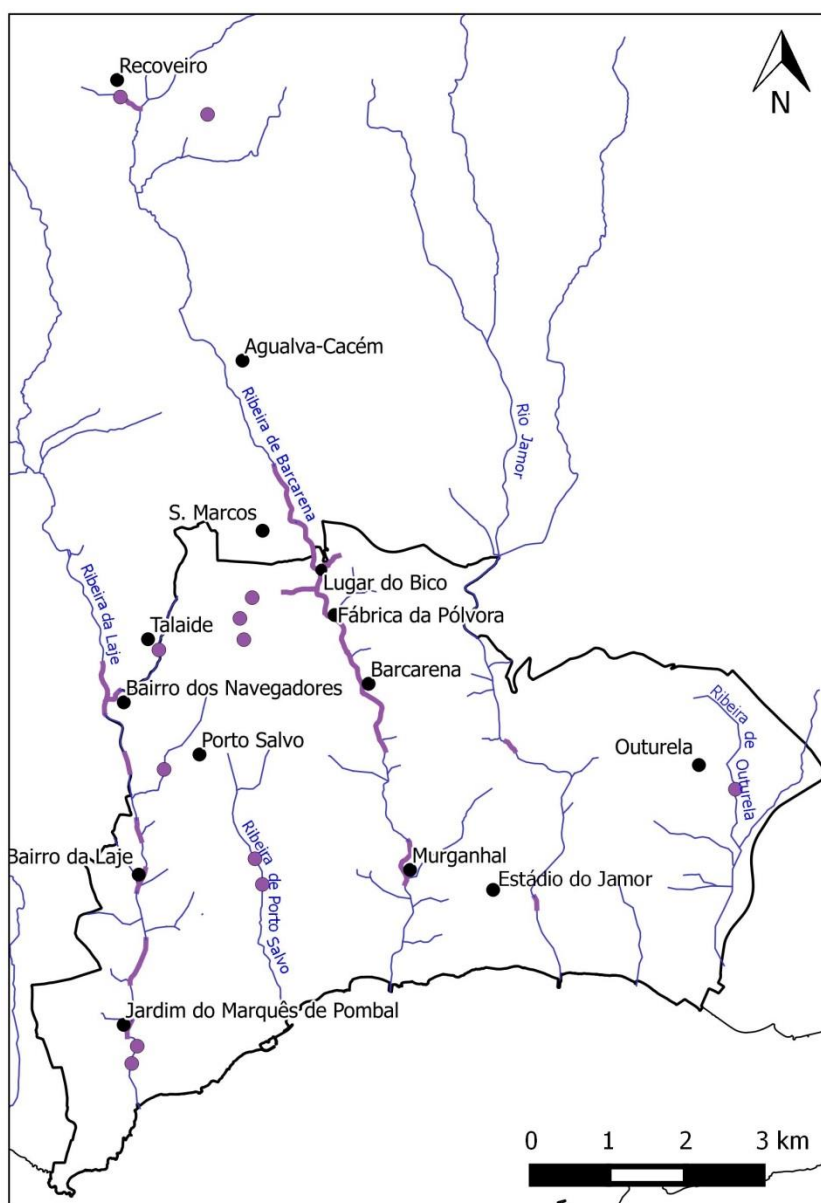 Recoveiro
N
Agualva-Cacém
Ribeira de Barcarena
Rio Jamor
S. Marcos
Lugar do Bico
Fábrica da Pólvora
Ribeira da Laje
Talaide
Barcarena
Bairro dos Navegadores
Ribeira de Outurela
Porto Salvo
Outurela
Ribeira de Porto Salvo
Bairro da Laje
Murganhal
Estádio do Jamor
Jardim do Marquês de Pombal
0 1 2 3 km